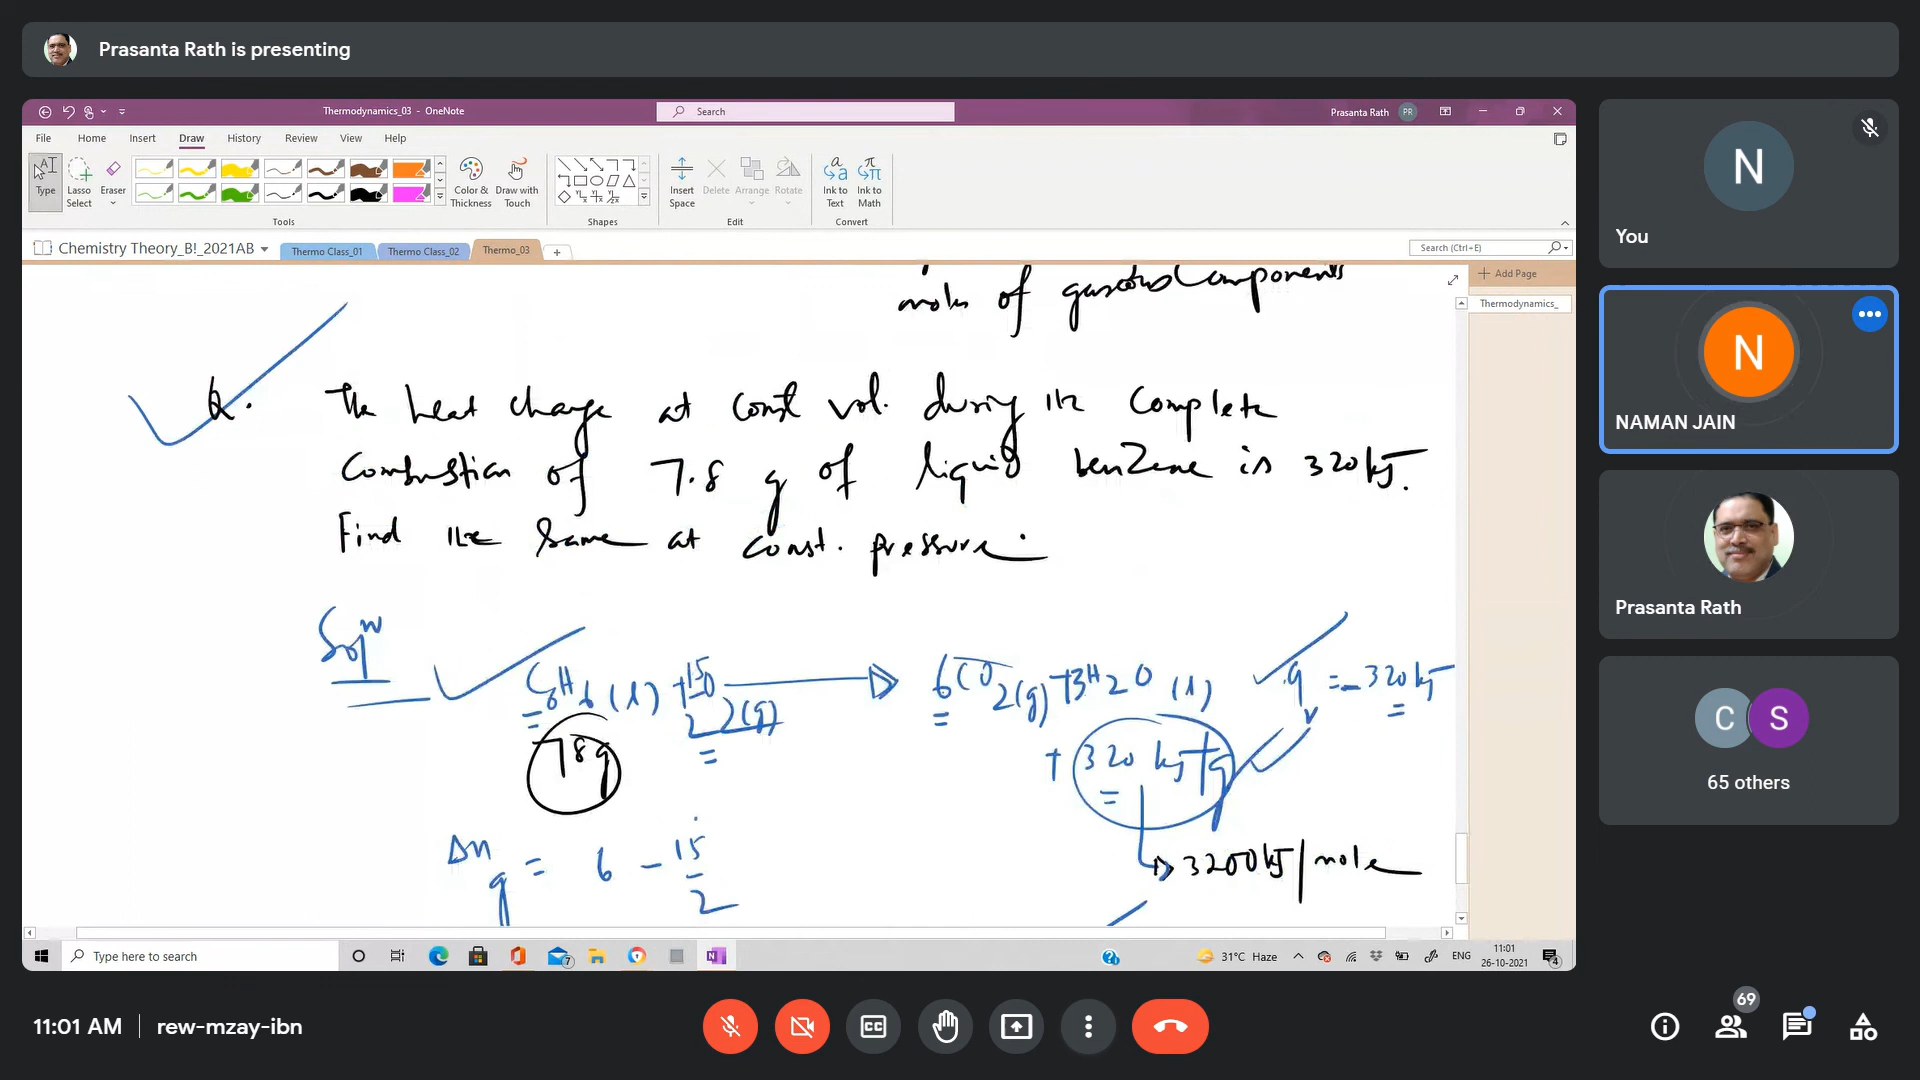 Prasanta Rath is presenting
Thermodynamics_03 - OneNote
Search
Prasanta Rath PR
File Home Insert Draw History Review View Help
Type
Lasso Select
Eraser
Color & Thickness
Draw with Touch
Insert Space
Delete
Arrange
Rotate
Ink to Text
Ink to Math
Tools
Shapes
Edit
Convert
Chemistry Theory_B!_2021AB
Thermo Class_01
Thermo Class_02
Thermo_03
Search (Ctrl+E)
Add Page
Thermodynamics_
moles of gaseous Components
Q. The heat change at const vol. during the Complete
Combustion of 7.8 g of liquid benzene is 320 kJ.
Find the same at const. pressure.
Solⁿ
C6H6 (l) + 15/2 O2(g) → 6CO2(g) + 3H2O (l) qv = -320 kJ
78g
+ 320 kJ
Δng = 6 - 15/2
3200 kJ/mole
Type here to search
7
31°C Haze
ENG
11:01
26-10-2021
4
N
You
N
NAMAN JAIN
Prasanta Rath
C S
65 others
11:01 AM | rew-mzay-ibn
CC
69